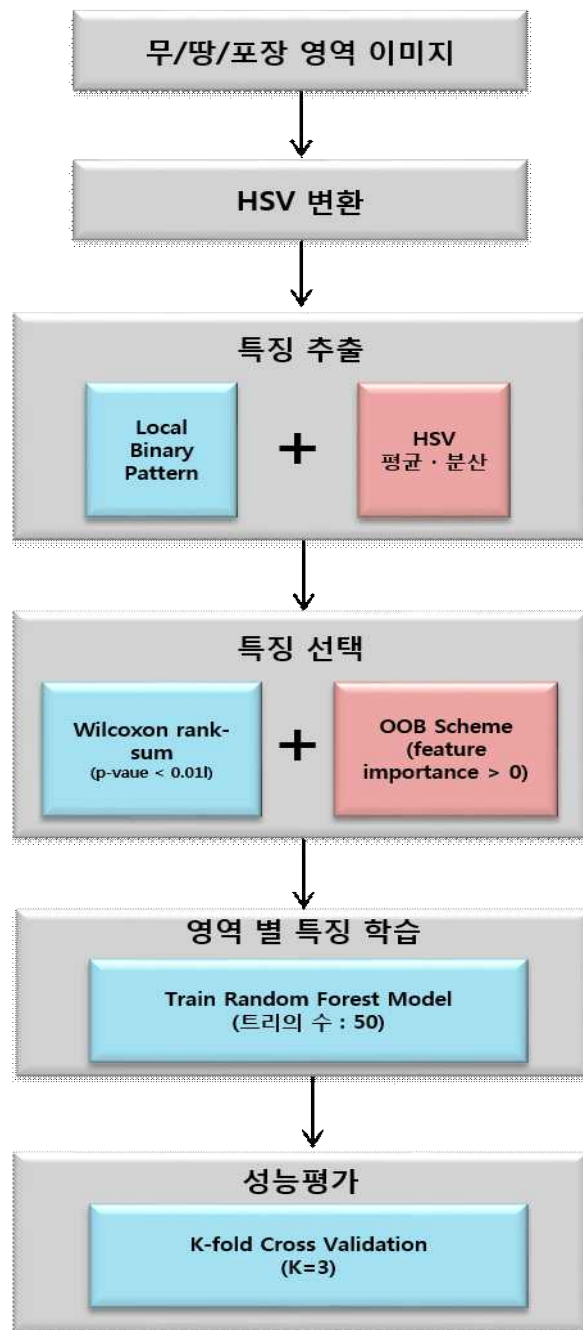 무/땅/포장 영역 이미지
HSV 변환
특징 추출
Local
Binary
Pattern
+
HSV
평균 · 분산
특징 선택
Wilcoxon rank-
sum
(p-vaue < 0.01l)
+
OOB Scheme
(feature
importance > 0)
영역 별 특징 학습
Train Random Forest Model
(트리의 수 : 50)
성능평가
K-fold Cross Validation
(K=3)